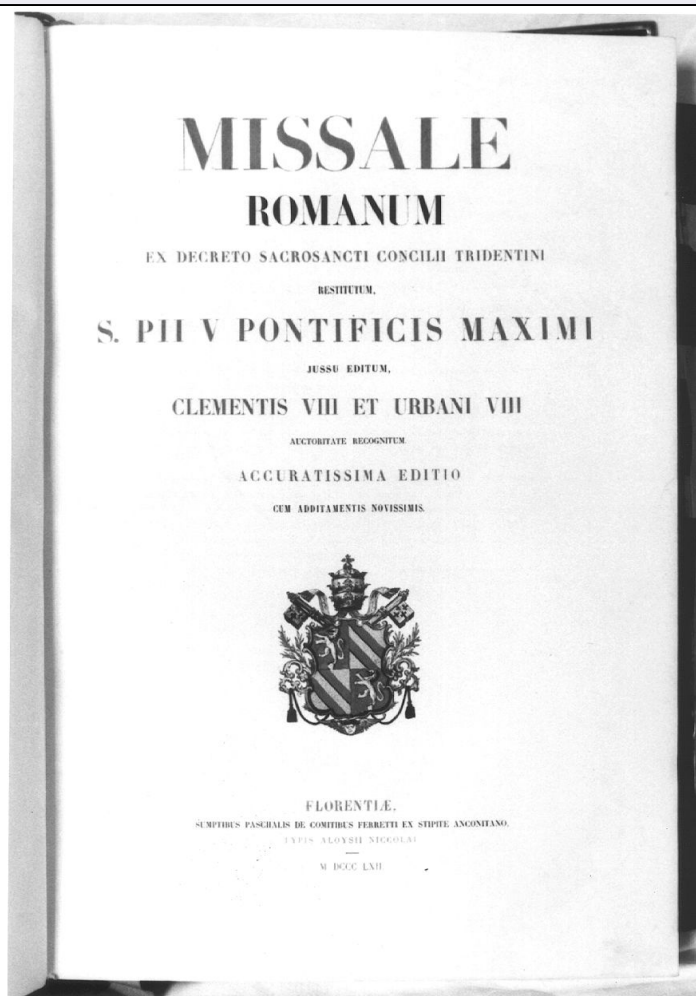 MISSALE
ROMANUM
EX DECRETO SACROSANCTI CONCILII TRIDENTINI
RESTITUTUM,
S. PII V PONTIFICIS MAXIMI
JUSSU EDITUM,
CLEMENTIS VIII ET URBANI VIII
AUCTORITATE RECOGNITUM
ACCURATISSIMA EDITIO
CUM ADDITAMENTIS NOVISSIMIS.
FLORENTIÆ,
SUMPTIBUS PASCHALIS DE COMITIBUS FERRETTI EX STIPITE ANCONITANO.
TYPIS ALOYSII NICCOLAI
M DCCC LXII